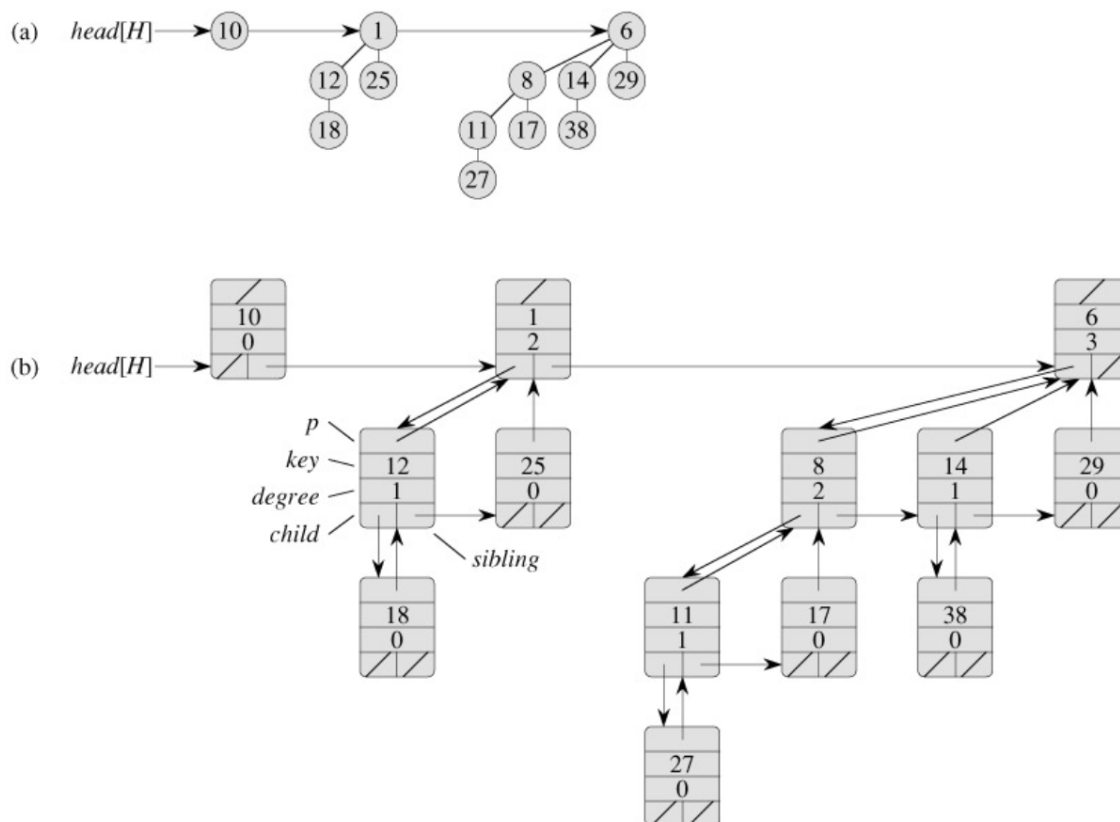 (a) head[H] 10 1 6
12 25 8 14 29
18 11 17 38
27
10 1 6
0 2 3
(b) head[H]
p
key 12 25 8 14 29
degree 1 0 2 1 0
child
sibling
18 11 17 38
0 1 0 0
27
0